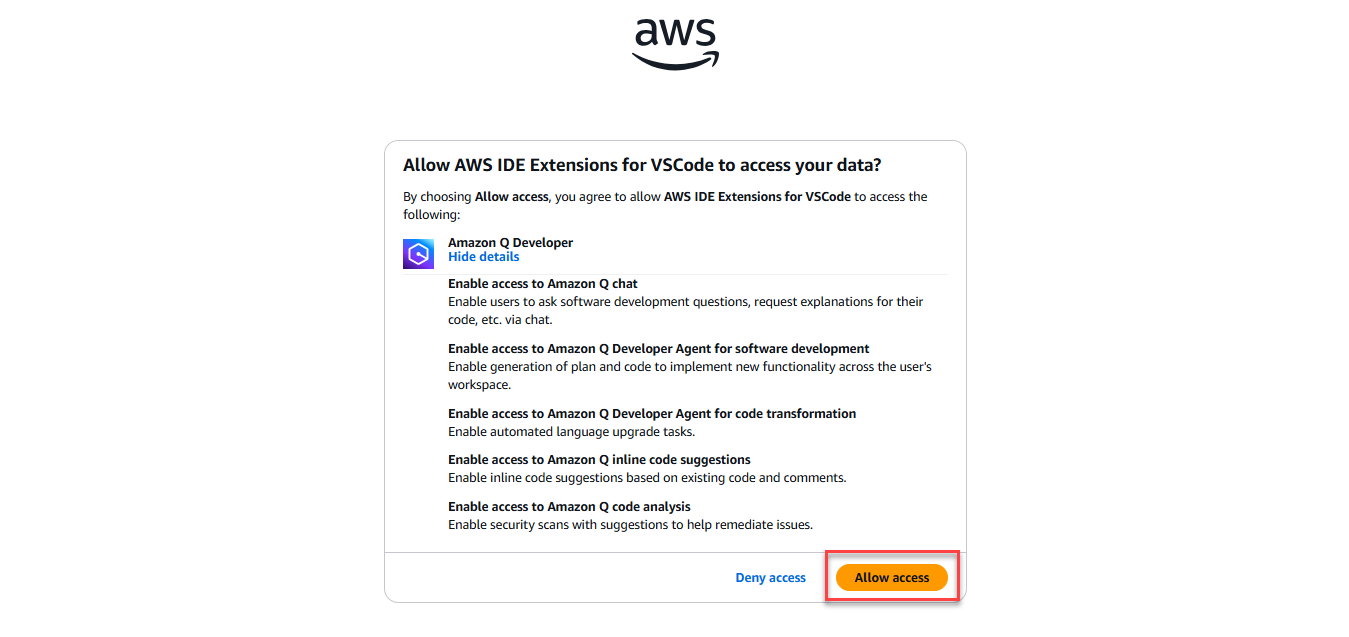 aws
Allow AWS IDE Extensions for VSCode to access your data?
By choosing Allow access, you agree to allow AWS IDE Extensions for VSCode to access the
following:
Amazon Q Developer
Hide details
Enable access to Amazon Q chat
Enable users to ask software development questions, request explanations for their
code, etc. via chat.
Enable access to Amazon Q Developer Agent for software development
Enable generation of plan and code to implement new functionality across the user's
workspace.
Enable access to Amazon Q Developer Agent for code transformation
Enable automated language upgrade tasks.
Enable access to Amazon Q inline code suggestions
Enable inline code suggestions based on existing code and comments.
Enable access to Amazon Q code analysis
Enable security scans with suggestions to help remediate issues.
Deny access
Allow access